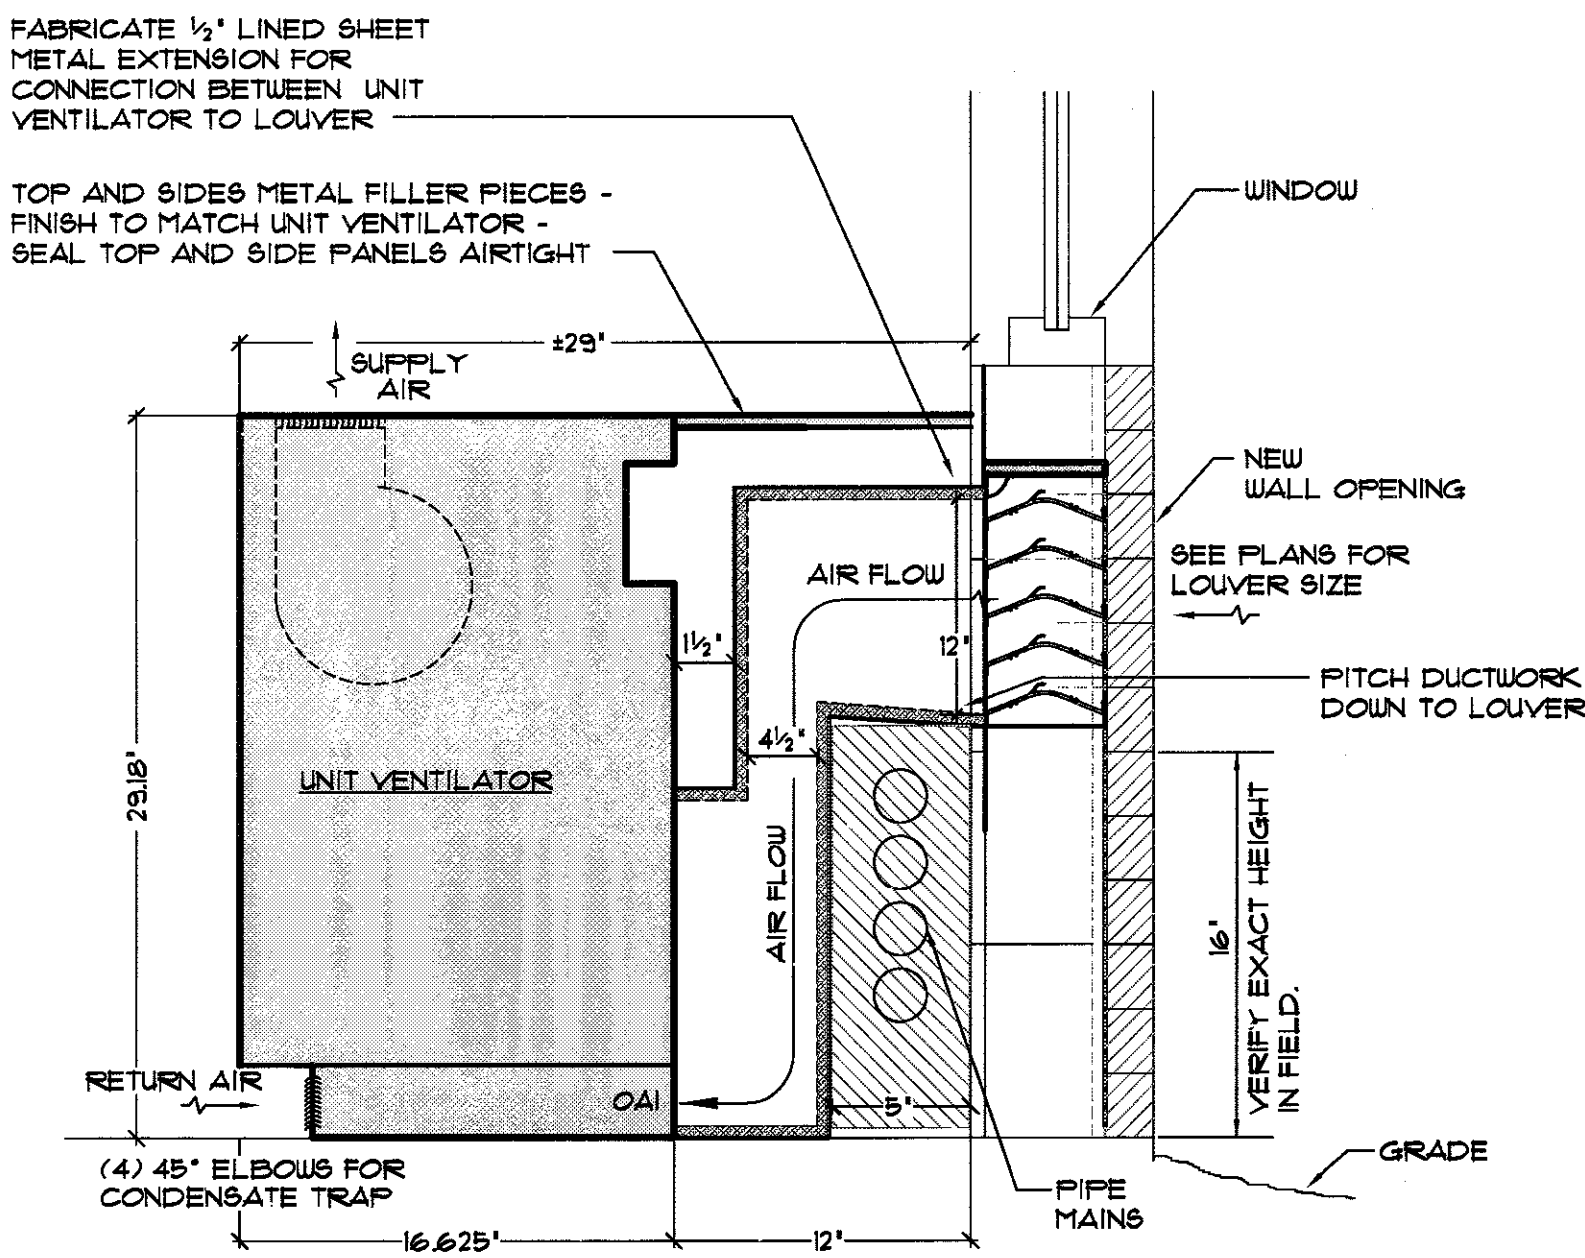 FABRICATE ½" LINED SHEET
METAL EXTENSION FOR
CONNECTION BETWEEN UNIT
VENTILATOR TO LOUVER
TOP AND SIDES METAL FILLER PIECES -
FINISH TO MATCH UNIT VENTILATOR -
SEAL TOP AND SIDE PANELS AIRTIGHT
WINDOW
±29"
SUPPLY
AIR
NEW
WALL OPENING
SEE PLANS FOR
LOUVER SIZE
AIR FLOW
1½"
12"
PITCH DUCTWORK
DOWN TO LOUVER
4½"
UNIT VENTILATOR
29.18"
AIR FLOW
16"
VERIFY EXACT HEIGHT
IN FIELD.
RETURN AIR
OAI
5"
(4) 45° ELBOWS FOR
CONDENSATE TRAP
GRADE
PIPE
MAINS
16.625"
12"